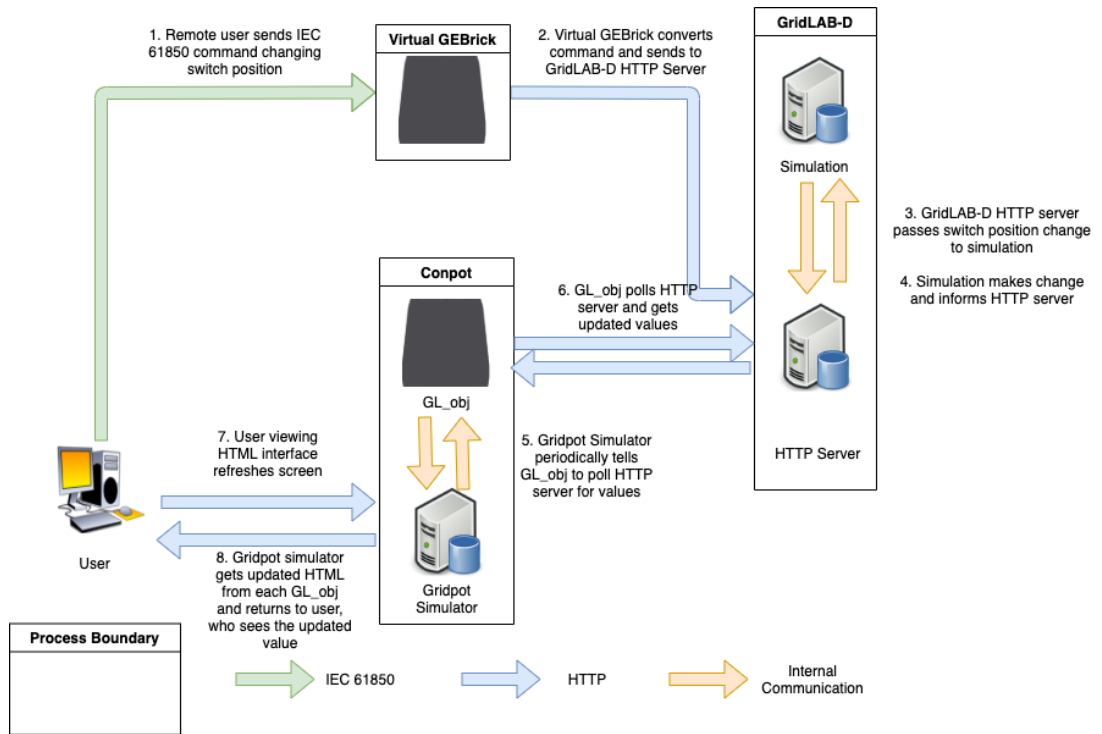 1. Remote user sends IEC
61850 command changing
switch position
Virtual GEBrick
2. Virtual GEBrick converts
command and sends to
GridLAB-D HTTP Server
GridLAB-D
Simulation
3. GridLAB-D HTTP server
passes switch position change
to simulation
4. Simulation makes change
and informs HTTP server
Conpot
6. GL_obj polls HTTP
server and gets
updated values
GL_obj
HTTP Server
5. Gridpot Simulator
periodically tells
GL_obj to poll HTTP
server for values
7. User viewing
HTML interface
refreshes screen
User
8. Gridpot simulator
gets updated HTML
from each GL_obj
and returns to user,
who sees the updated
value
Gridpot
Simulator
Process Boundary
IEC 61850
HTTP
Internal
Communication